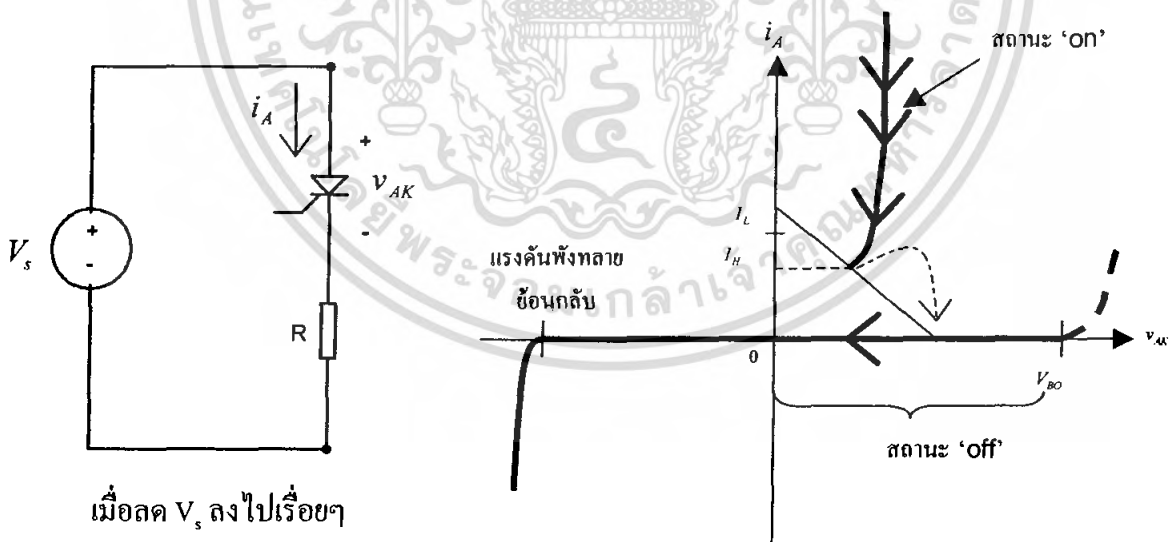 i_A
+
v_AK
-
V_s
+
-
R
เมื่อลด V_s ลงไปเรื่อยๆ
i_A
สถานะ 'on'
I_L
I_H
แรงดันพังทลาย
ย้อนกลับ
0
V_BO
v_AK
สถานะ 'off'